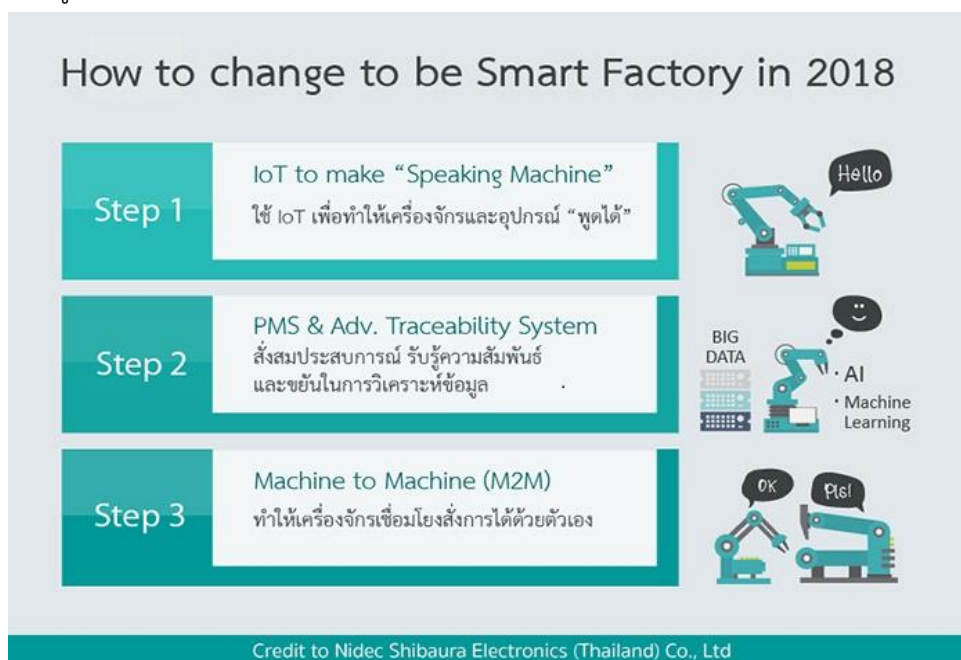 How to change to be Smart Factory in 2018
Step 1
IoT to make “Speaking Machine”
ใช้ IoT เพื่อทำให้เครื่องจักรและอุปกรณ์ “พูดได้”
Hello
Step 2
PMS & Adv. Traceability System
สั่งสมประสบการณ์ รับรู้ความสัมพันธ์
และขยันในการวิเคราะห์ข้อมูล
BIG
DATA
· AI
· Machine
Learning
Step 3
Machine to Machine (M2M)
ทำให้เครื่องจักรเชื่อมโยงสั่งการได้ด้วยตัวเอง
OK
Pls!
Credit to Nidec Shibaura Electronics (Thailand) Co., Ltd